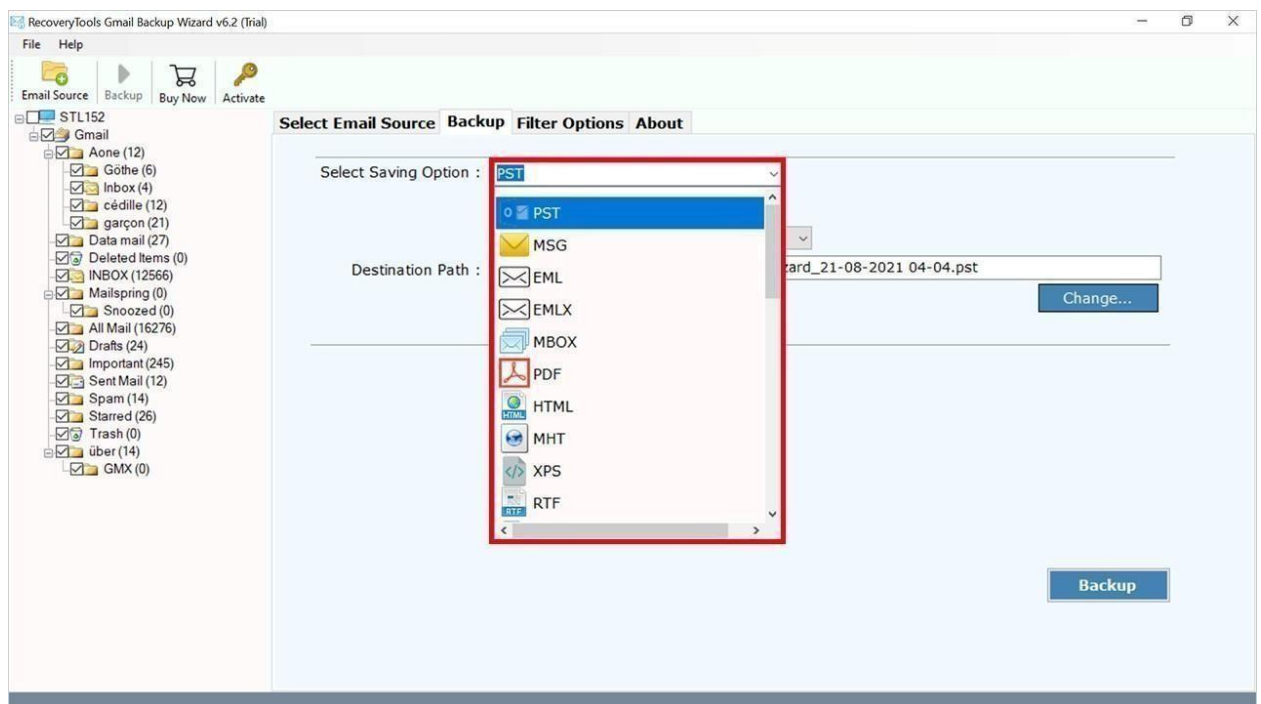 RecoveryTools Gmail Backup Wizard v6.2 (Trial)
File Help
Email Source Backup Buy Now Activate
STL152
Gmail
Aone (12)
Göthe (6)
Inbox (4)
cédille (12)
garçon (21)
Data mail (27)
Deleted Items (0)
INBOX (12566)
Mailspring (0)
Snoozed (0)
All Mail (16276)
Drafts (24)
Important (245)
Sent Mail (12)
Spam (14)
Starred (26)
Trash (0)
über (14)
GMX (0)
Select Email Source Backup Filter Options About
Select Saving Option : PST
PST
MSG
EML
EMLX
MBOX
PDF
HTML
MHT
XPS
RTF
Destination Path : zard_21-08-2021 04-04.pst
Change...
Backup